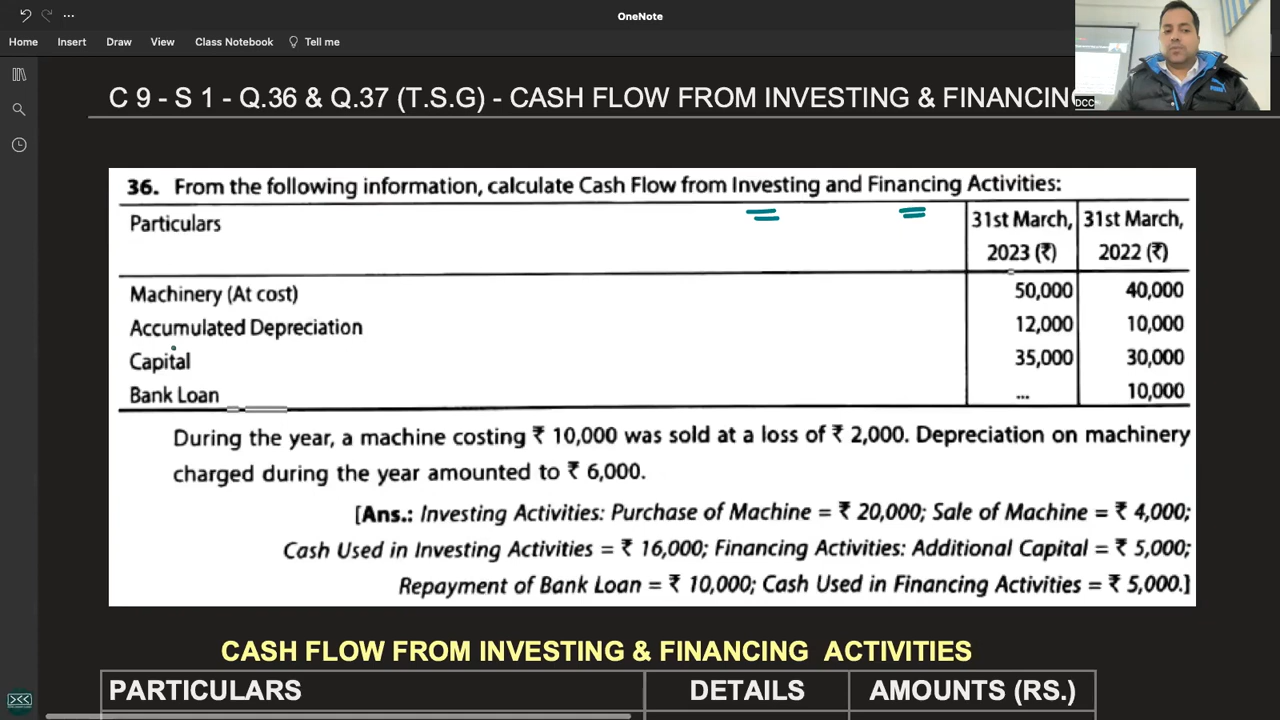 OneNote
Home Insert Draw View Class Notebook Tell me
C 9 - S 1 - Q.36 & Q.37 (T.S.G) - CASH FLOW FROM INVESTING & FINANCING
DCC
36. From the following information, calculate Cash Flow from Investing and Financing Activities:
Particulars 31st March, 2023 (₹) 31st March, 2022 (₹)
Machinery (At cost) 50,000 40,000
Accumulated Depreciation 12,000 10,000
Capital 35,000 30,000
Bank Loan ... 10,000
During the year, a machine costing ₹ 10,000 was sold at a loss of ₹ 2,000. Depreciation on machinery
charged during the year amounted to ₹ 6,000.
[Ans.: Investing Activities: Purchase of Machine = ₹ 20,000; Sale of Machine = ₹ 4,000;
Cash Used in Investing Activities = ₹ 16,000; Financing Activities: Additional Capital = ₹ 5,000;
Repayment of Bank Loan = ₹ 10,000; Cash Used in Financing Activities = ₹ 5,000.]
CASH FLOW FROM INVESTING & FINANCING ACTIVITIES
PARTICULARS DETAILS AMOUNTS (RS.)